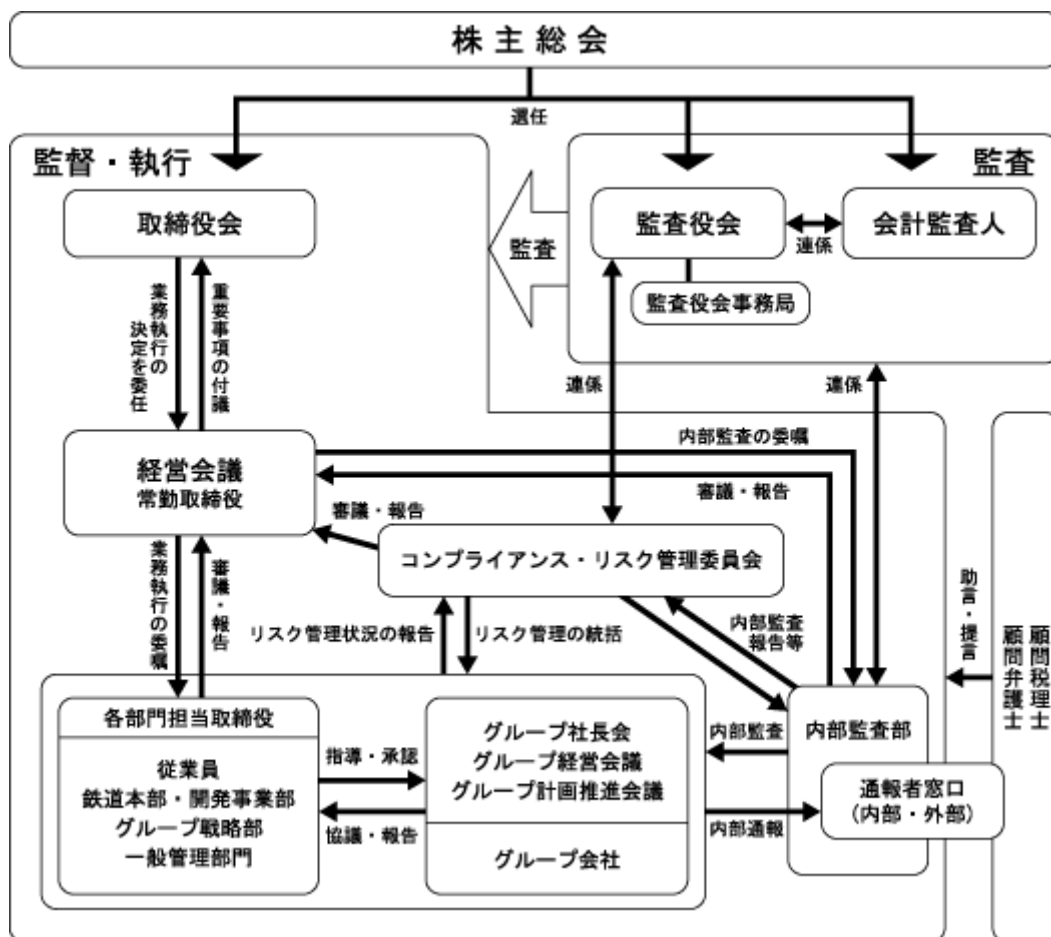 株主総会
選任
監督・執行
監査
取締役会
監査
監査役会
連係
会計監査人
監査役会事務局
業務執行の
決定を委任
重要事項の付議
連係
連係
経営会議
常勤取締役
内部監査の委嘱
審議・報告
審議・報告
コンプライアンス・リスク管理委員会
業務執行の委嘱
審議・報告
リスク管理状況の報告
リスク管理の統括
内部監査
報告等
助言・提言
顧問税理士
顧問弁護士
各部門担当取締役
従業員
鉄道本部・開発事業部
グループ戦略部
一般管理部門
指導・承認
協議・報告
グループ社長会
グループ経営会議
グループ計画推進会議
グループ会社
内部監査
内部通報
内部監査部
通報者窓口
(内部・外部)